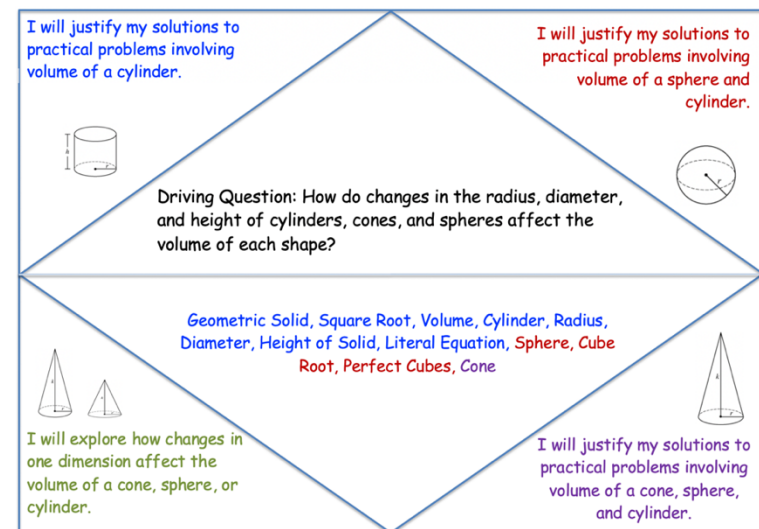 I will justify my solutions to
practical problems involving
volume of a cylinder.
I will justify my solutions to
practical problems involving
volume of a sphere and
cylinder.
h
r
r
Driving Question: How do changes in the radius, diameter,
and height of cylinders, cones, and spheres affect the
volume of each shape?
Geometric Solid, Square Root, Volume, Cylinder, Radius,
Diameter, Height of Solid, Literal Equation, Sphere, Cube
Root, Perfect Cubes, Cone
h
r
I will explore how changes in
one dimension affect the
volume of a cone, sphere, or
cylinder.
I will justify my solutions to
practical problems involving
volume of a cone, sphere,
and cylinder.